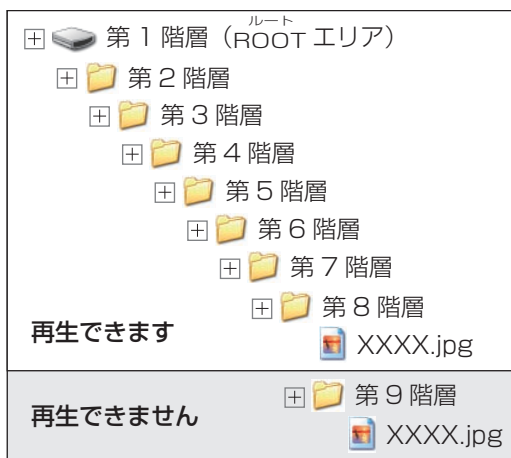 ルート
第1階層（ROOTエリア）
第2階層
第3階層
第4階層
第5階層
第6階層
第7階層
第8階層
再生できます
XXXX.jpg
第9階層
再生できません
XXXX.jpg